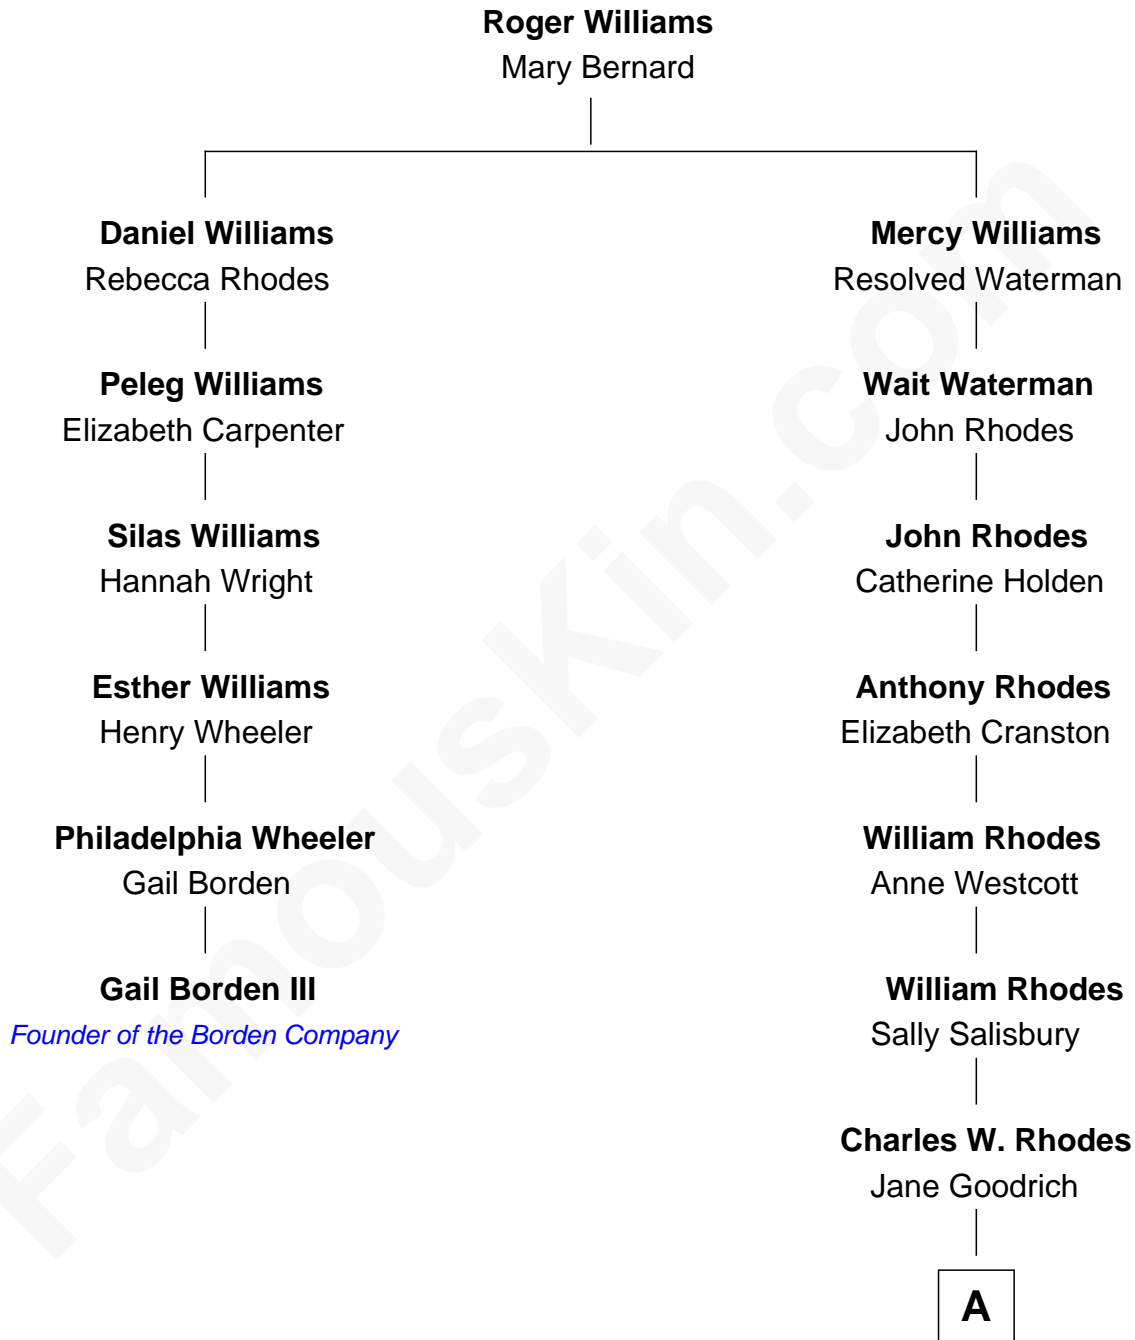 Roger Williams
Mary Bernard
Daniel Williams
Rebecca Rhodes
Mercy Williams
Resolved Waterman
Peleg Williams
Elizabeth Carpenter
Wait Waterman
John Rhodes
Silas Williams
Hannah Wright
John Rhodes
Catherine Holden
Esther Williams
Henry Wheeler
Anthony Rhodes
Elizabeth Cranston
Philadelphia Wheeler
Gail Borden
William Rhodes
Anne Westcott
Gail Borden III
Founder of the Borden Company
William Rhodes
Sally Salisbury
Charles W. Rhodes
Jane Goodrich
A
FamousKin.com